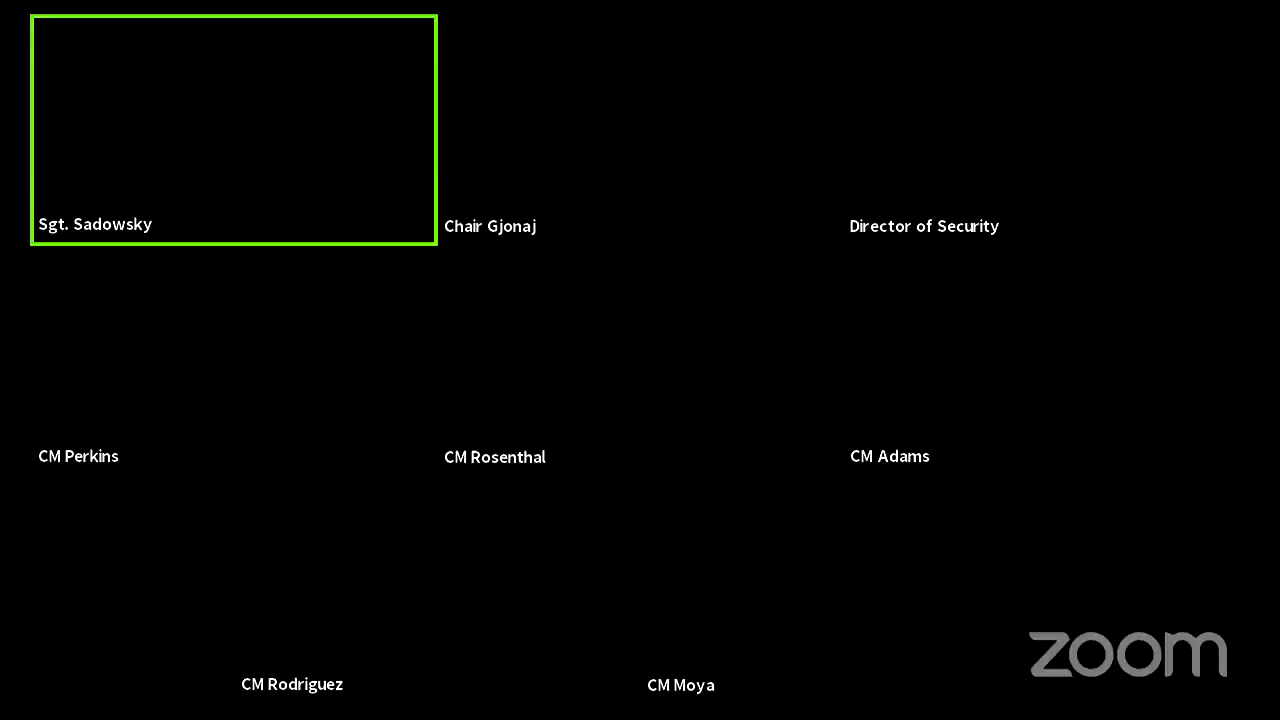 Sgt. Sadowsky
Chair Gjonaj
Director of Security
CM Perkins
CM Rosenthal
CM Adams
CM Rodriguez
CM Moya
zoom